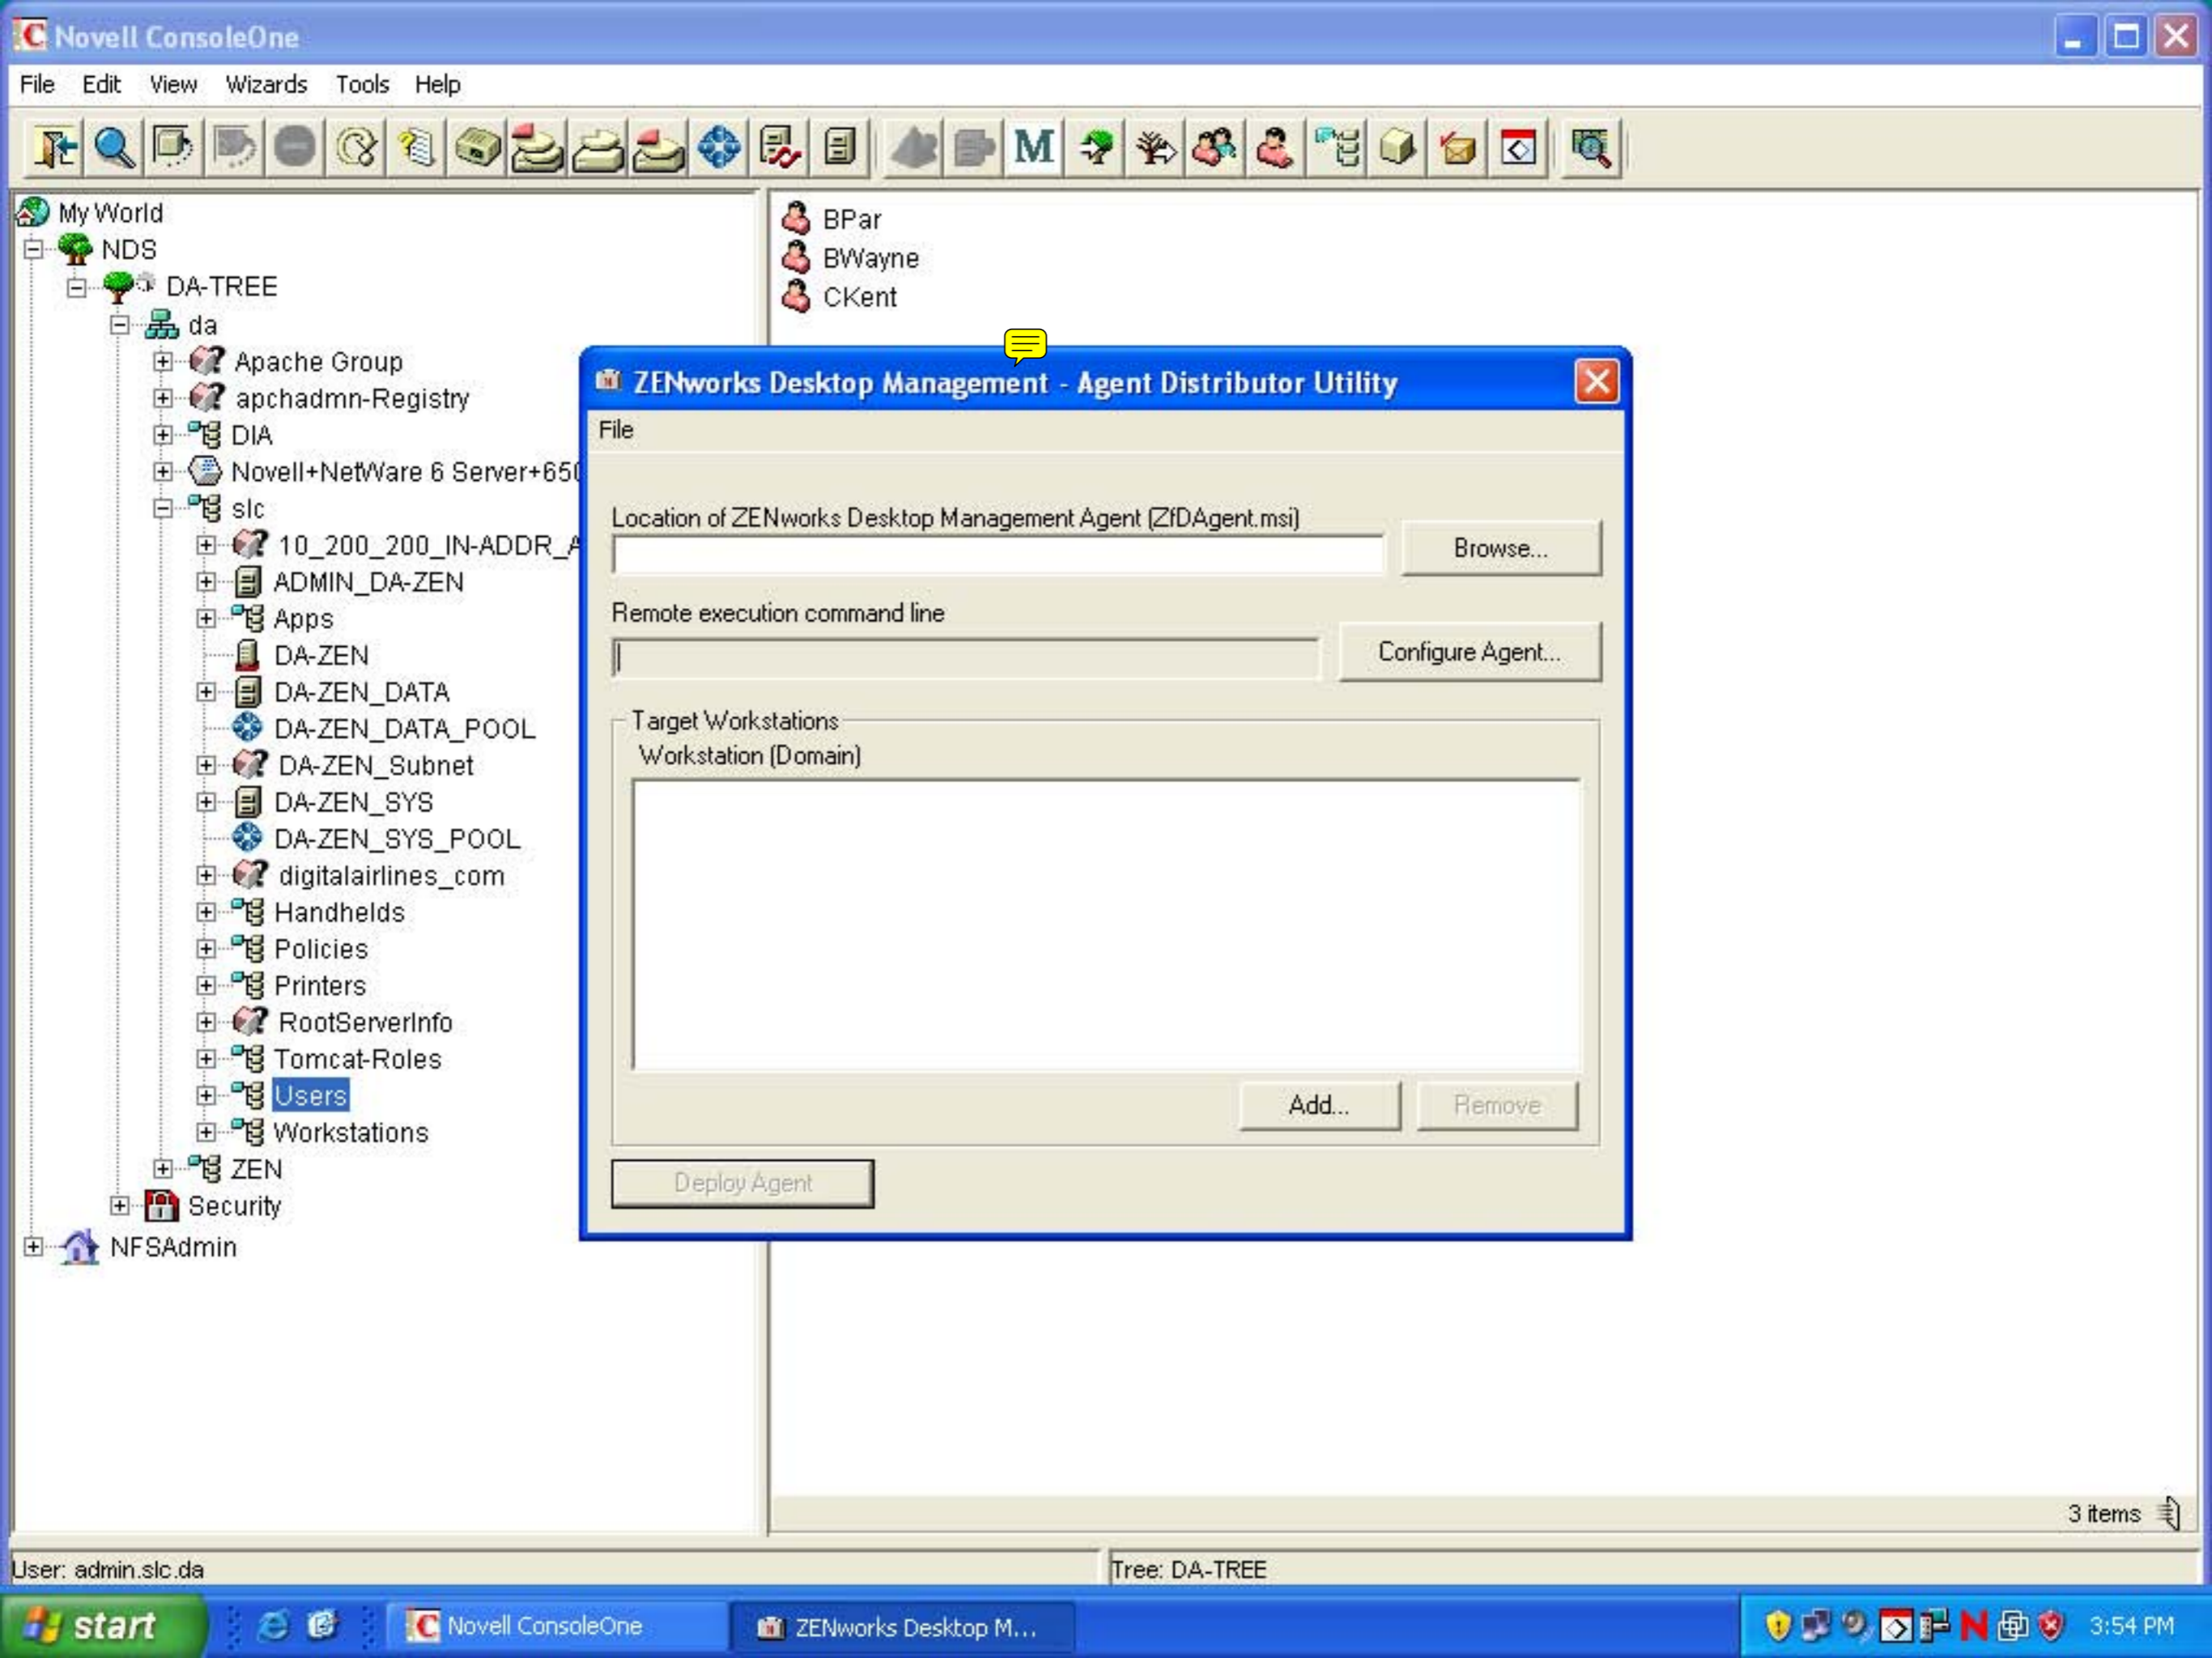 Novell ConsoleOne
File Edit View Wizards Tools Help
My World
NDS
DA-TREE
da
Apache Group
apchadmn-Registry
DIA
Novell+NetWare 6 Server+650
slc
10_200_200_IN-ADDR_A
ADMIN_DA-ZEN
Apps
DA-ZEN
DA-ZEN_DATA
DA-ZEN_DATA_POOL
DA-ZEN_Subnet
DA-ZEN_SYS
DA-ZEN_SYS_POOL
digitalairlines_com
Handhelds
Policies
Printers
RootServerInfo
Tomcat-Roles
Users
Workstations
ZEN
Security
NFSAdmin
BPar
BWayne
CKent
ZENworks Desktop Management - Agent Distributor Utility
File
Location of ZENworks Desktop Management Agent (ZfDAgent.msi)
Browse...
Remote execution command line
Configure Agent...
Target Workstations
Workstation (Domain)
Add... Remove
Deploy Agent
3 items
User: admin.slc.da Tree: DA-TREE
start Novell ConsoleOne ZENworks Desktop M... 3:54 PM